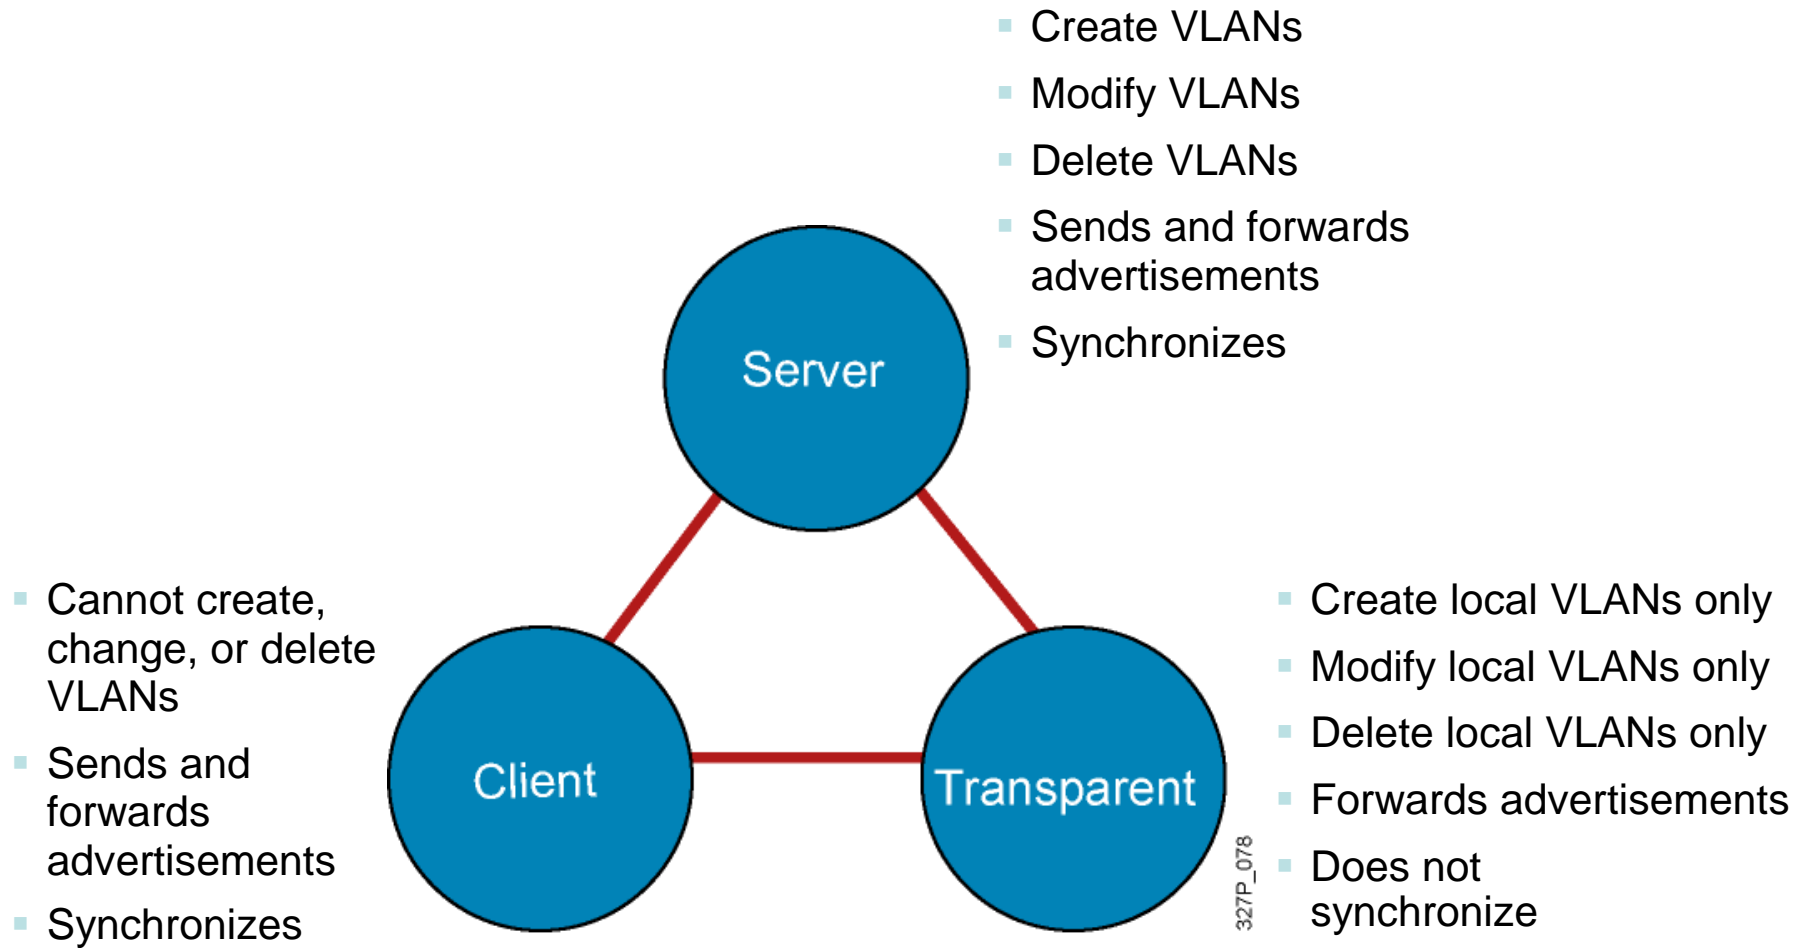 Create VLANs
Modify VLANs
Delete VLANs
Sends and forwards
advertisements
Synchronizes
Server
Cannot create,
change, or delete
VLANs
Sends and
forwards
advertisements
Synchronizes
Client
Transparent
Create local VLANs only
Modify local VLANs only
Delete local VLANs only
Forwards advertisements
Does not
synchronize
327P_078